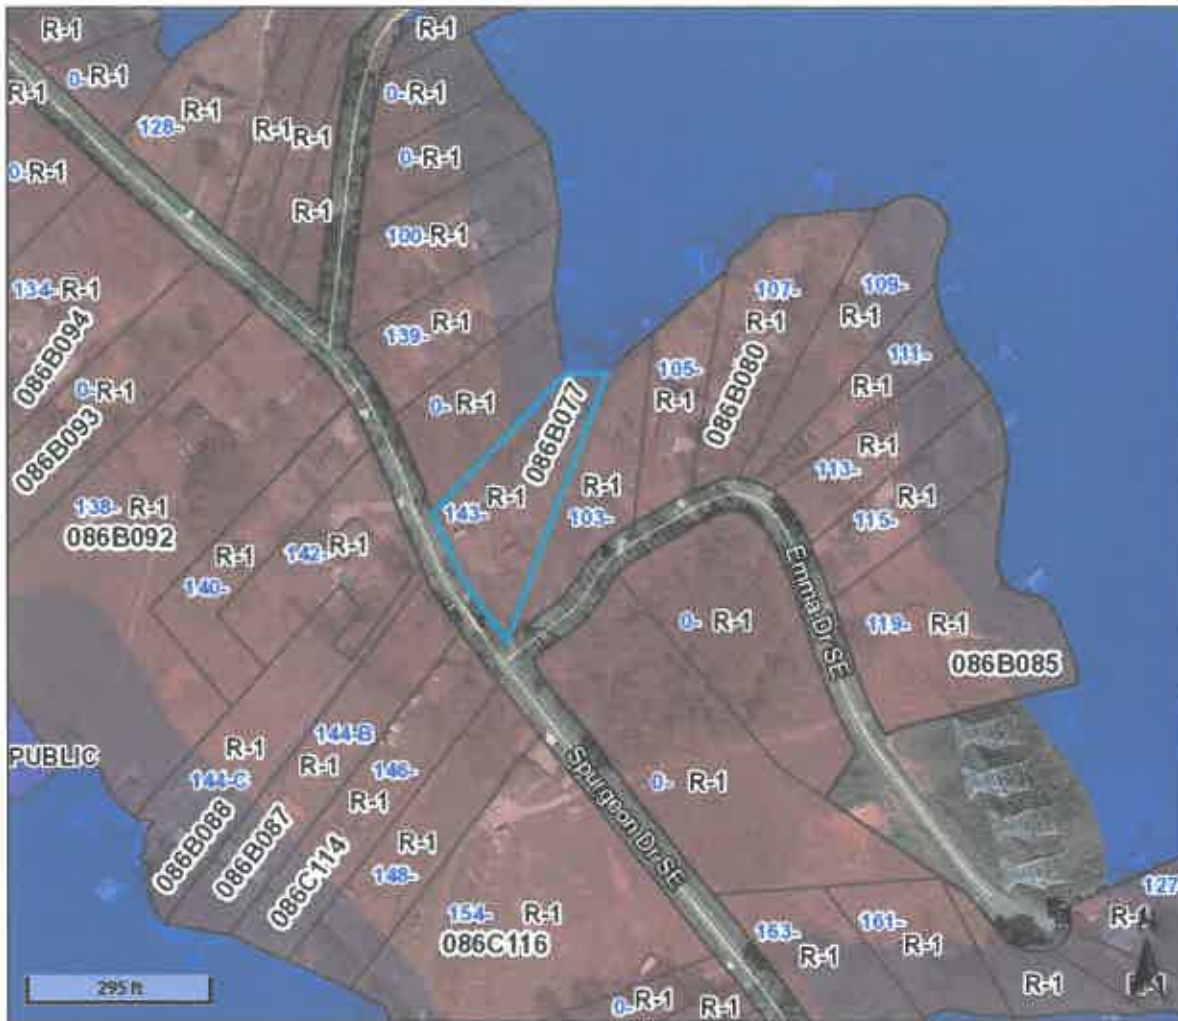 R-1
R-1
0- R-1
0- R-1
R-1
128- R-1
R-1 R-1
0- R-1
0- R-1
R-1
100- R-1
134- R-1
107-
109-
R-1
R-1
139- R-1
086B094
111-
105-
R-1
086B080
R-1
0- R-1
086B093
0- R-1
086B077
R-1
113-
143- R-1
R-1
103-
R-1
115-
138- R-1
086B092
R-1
140-
142- R-1
Emma Dr SE
0- R-1
119- R-1
086B085
PUBLIC
R-1
144-C
144-B
R-1
146-
R-1
086B088
086B087
086C114
R-1
148-
Spurgeon Dr SE
0- R-1
154- R-1
086C116
163-
R-1
161-
R-1
127
R-1
R-1
R-1
295 ft
0- R-1
R-1